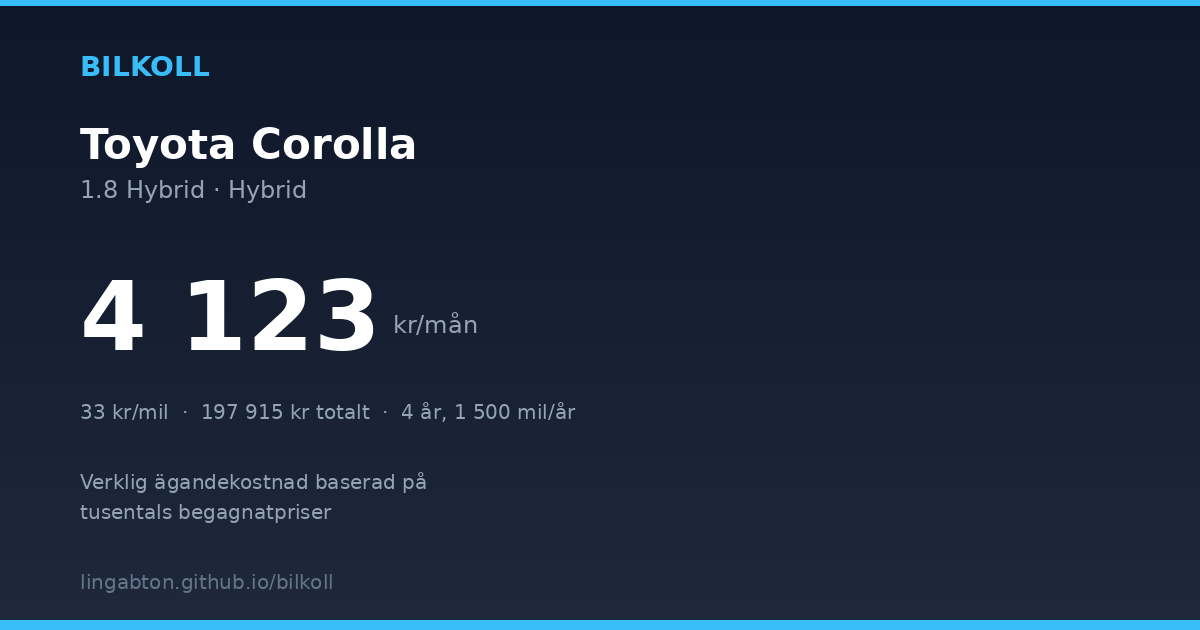 BILKOLL
Toyota Corolla
1.8 Hybrid · Hybrid
4 123 kr/mån
33 kr/mil · 197 915 kr totalt · 4 år, 1 500 mil/år
Verklig ägandekostnad baserad på
tusentals begagnatpriser
lingabton.github.io/bilkoll